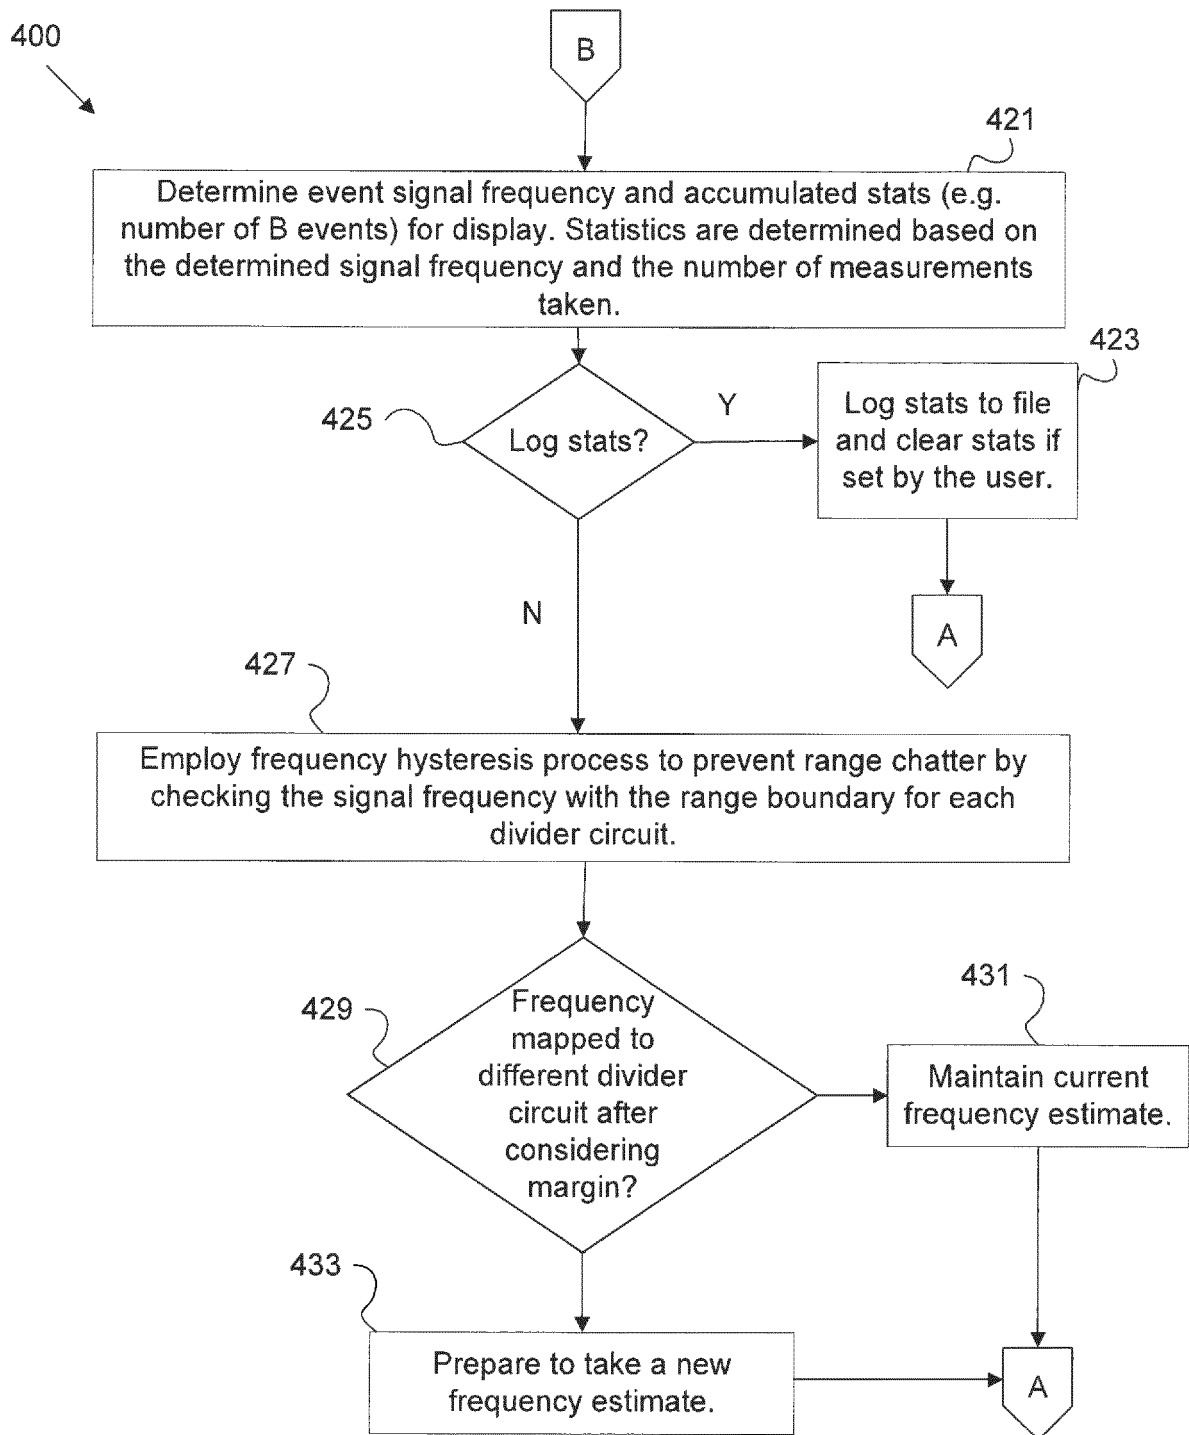 400
B
421
Determine event signal frequency and accumulated stats (e.g.
number of B events) for display. Statistics are determined based on
the determined signal frequency and the number of measurements
taken.
423
425
Log stats?
Y
Log stats to file
and clear stats if
set by the user.
N
A
427
Employ frequency hysteresis process to prevent range chatter by
checking the signal frequency with the range boundary for each
divider circuit.
429
Frequency
mapped to
different divider
circuit after
considering
margin?
431
Maintain current
frequency estimate.
433
Prepare to take a new
frequency estimate.
A